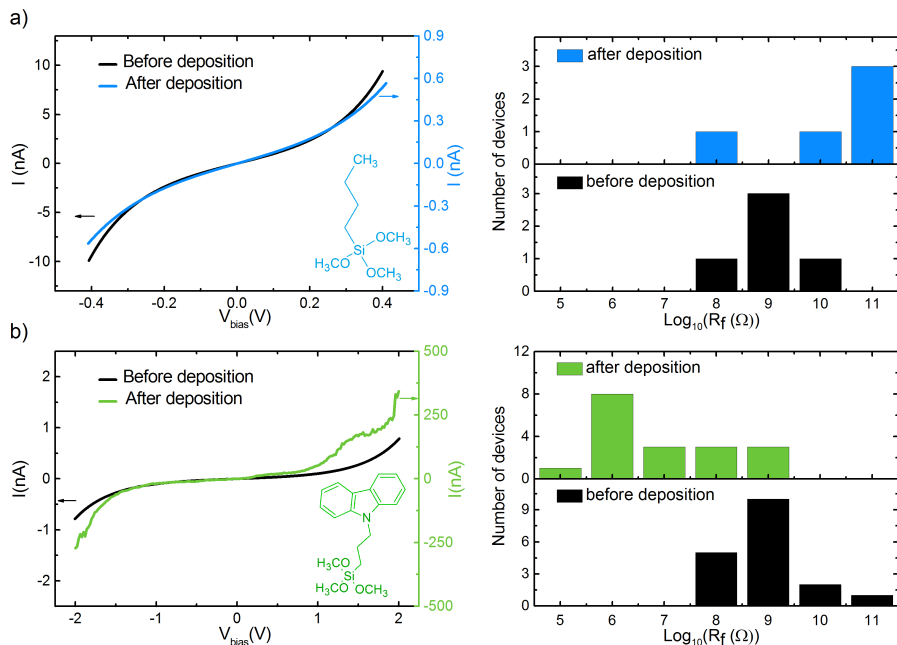 a)
10
5
0
-5
-10
I (nA)
Before deposition
After deposition
0.9
0.6
0.3
0.0
-0.3
-0.6
-0.9
I (nA)
CH3
Si
OCH3
H3CO
OCH3
-0.4 -0.2 0.0 0.2 0.4
Vbias(V)
Number of devices
3
2
1
0
after deposition
3
2
1
0
before deposition
5 6 7 8 9 10 11
Log10(Rf (Ω))
b)
2
1
0
-1
-2
I(nA)
Before deposition
After deposition
500
250
0
-250
-500
I(nA)
N
H3CO
Si
H3CO
OCH3
-2 -1 0 1 2
Vbias(V)
Number of devices
12
9
6
3
0
after deposition
9
6
3
0
before deposition
5 6 7 8 9 10 11
Log10(Rf (Ω))